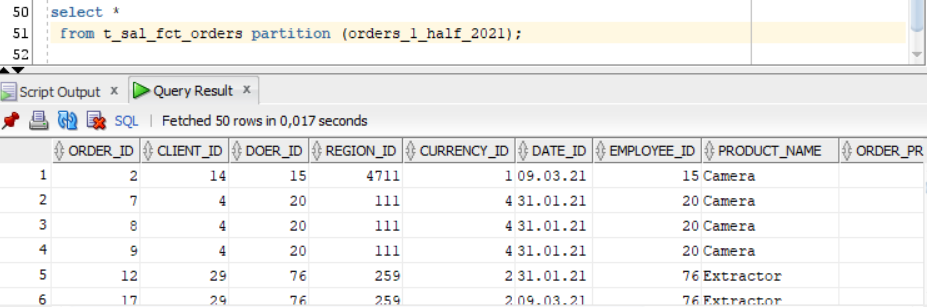 50 select *
51 from t_sal_fct_orders partition (orders_1_half_2021);
52
Script Output x Query Result x
SQL | Fetched 50 rows in 0,017 seconds
ORDER_ID CLIENT_ID DOER_ID REGION_ID CURRENCY_ID DATE_ID EMPLOYEE_ID PRODUCT_NAME ORDER_PR
1 2 14 15 4711 1 09.03.21 15 Camera
2 7 4 20 111 4 31.01.21 20 Camera
3 8 4 20 111 4 31.01.21 20 Camera
4 9 4 20 111 4 31.01.21 20 Camera
5 12 29 76 259 2 31.01.21 76 Extractor
6 17 29 76 259 2 09.03.21 76 Extractor